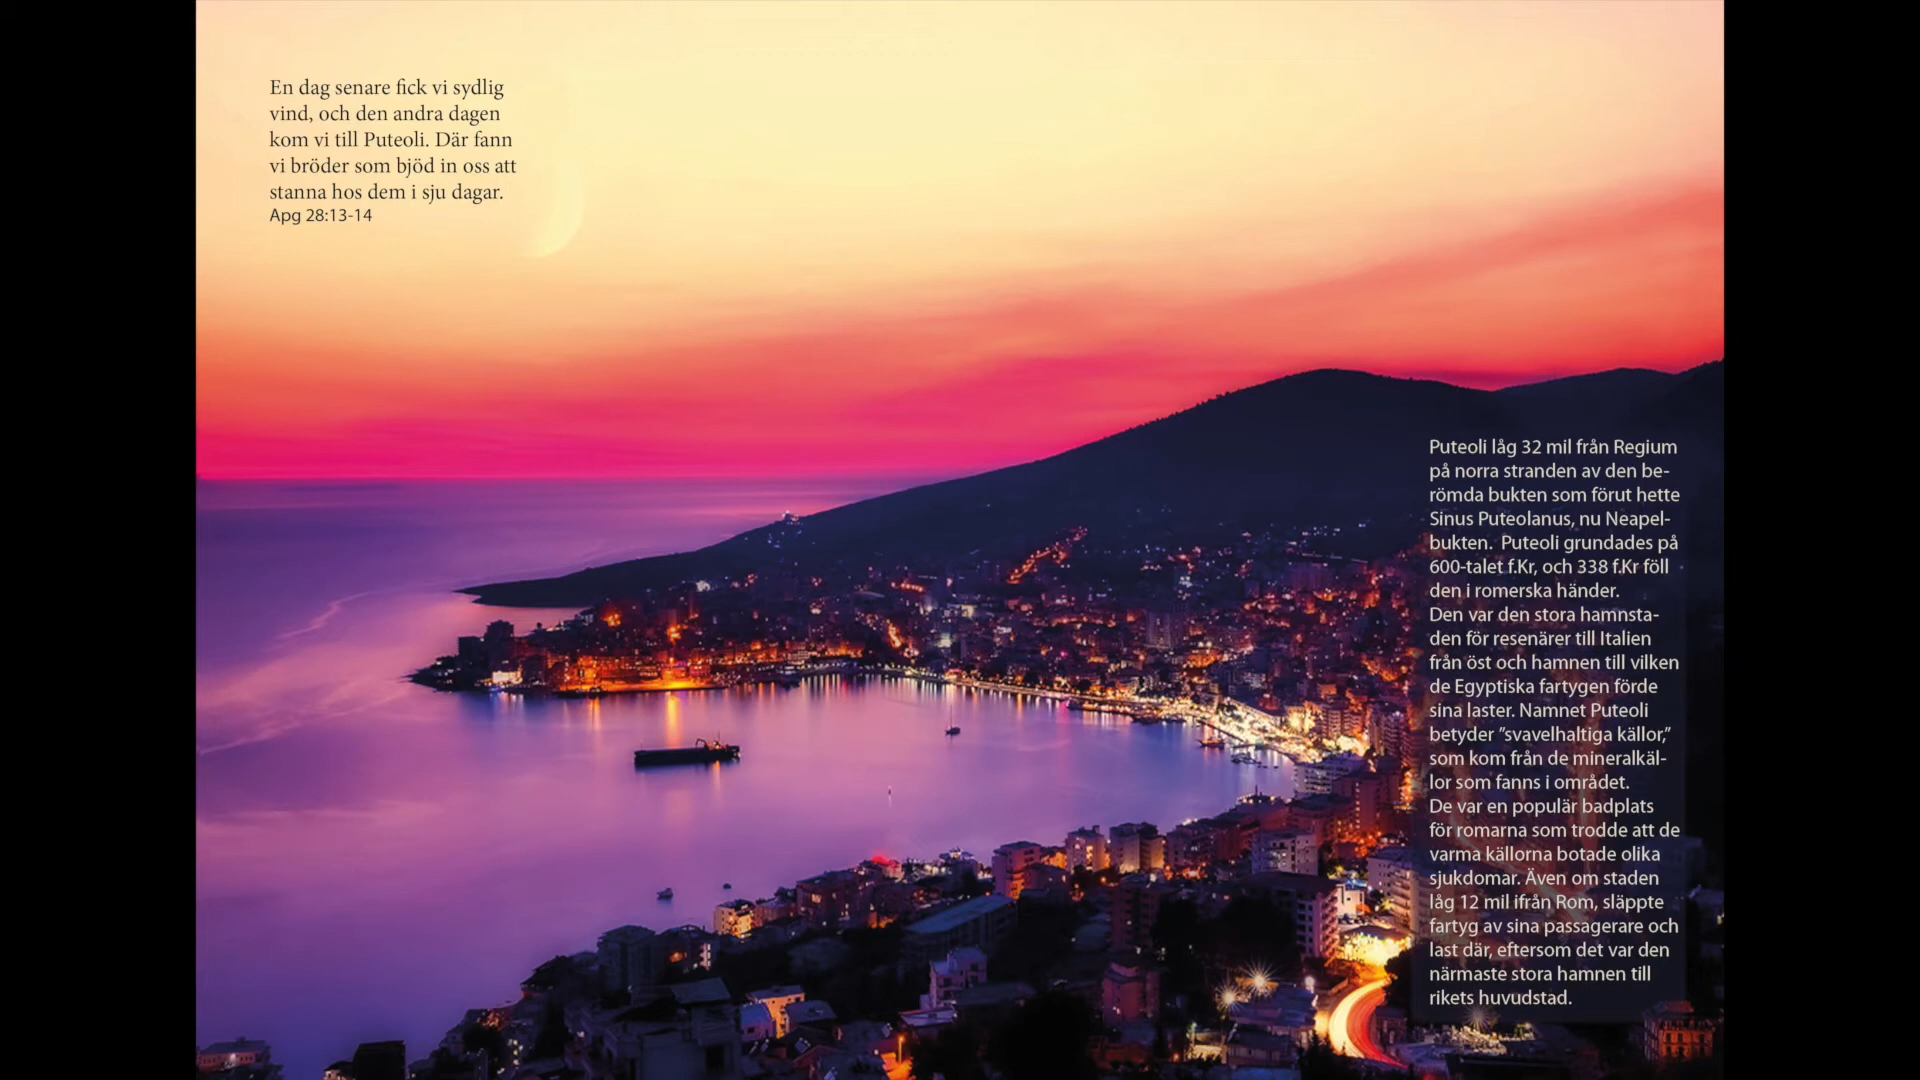 En dag senare fick vi sydlig
vind, och den andra dagen
kom vi till Puteoli. Där fann
vi bröder som bjöd in oss att
stanna hos dem i sju dagar.
Apg 28:13-14
Puteoli låg 32 mil från Regium
på norra stranden av den be-
römda bukten som förut hette
Sinus Puteolanus, nu Neapel-
bukten.  Puteoli grundades på
600-talet f.Kr, och 338 f.Kr föll
den i romerska händer.
Den var den stora hamnsta-
den för resenärer till Italien
från öst och hamnen till vilken
de Egyptiska fartygen förde
sina laster. Namnet Puteoli
betyder ”svavelhaltiga källor,”
som kom från de mineralkäl-
lor som fanns i området.
De var en populär badplats
för romarna som trodde att de
varma källorna botade olika
sjukdomar. Även om staden
låg 12 mil ifrån Rom, släppte
fartyg av sina passagerare och
last där, eftersom det var den
närmaste stora hamnen till
rikets huvudstad.